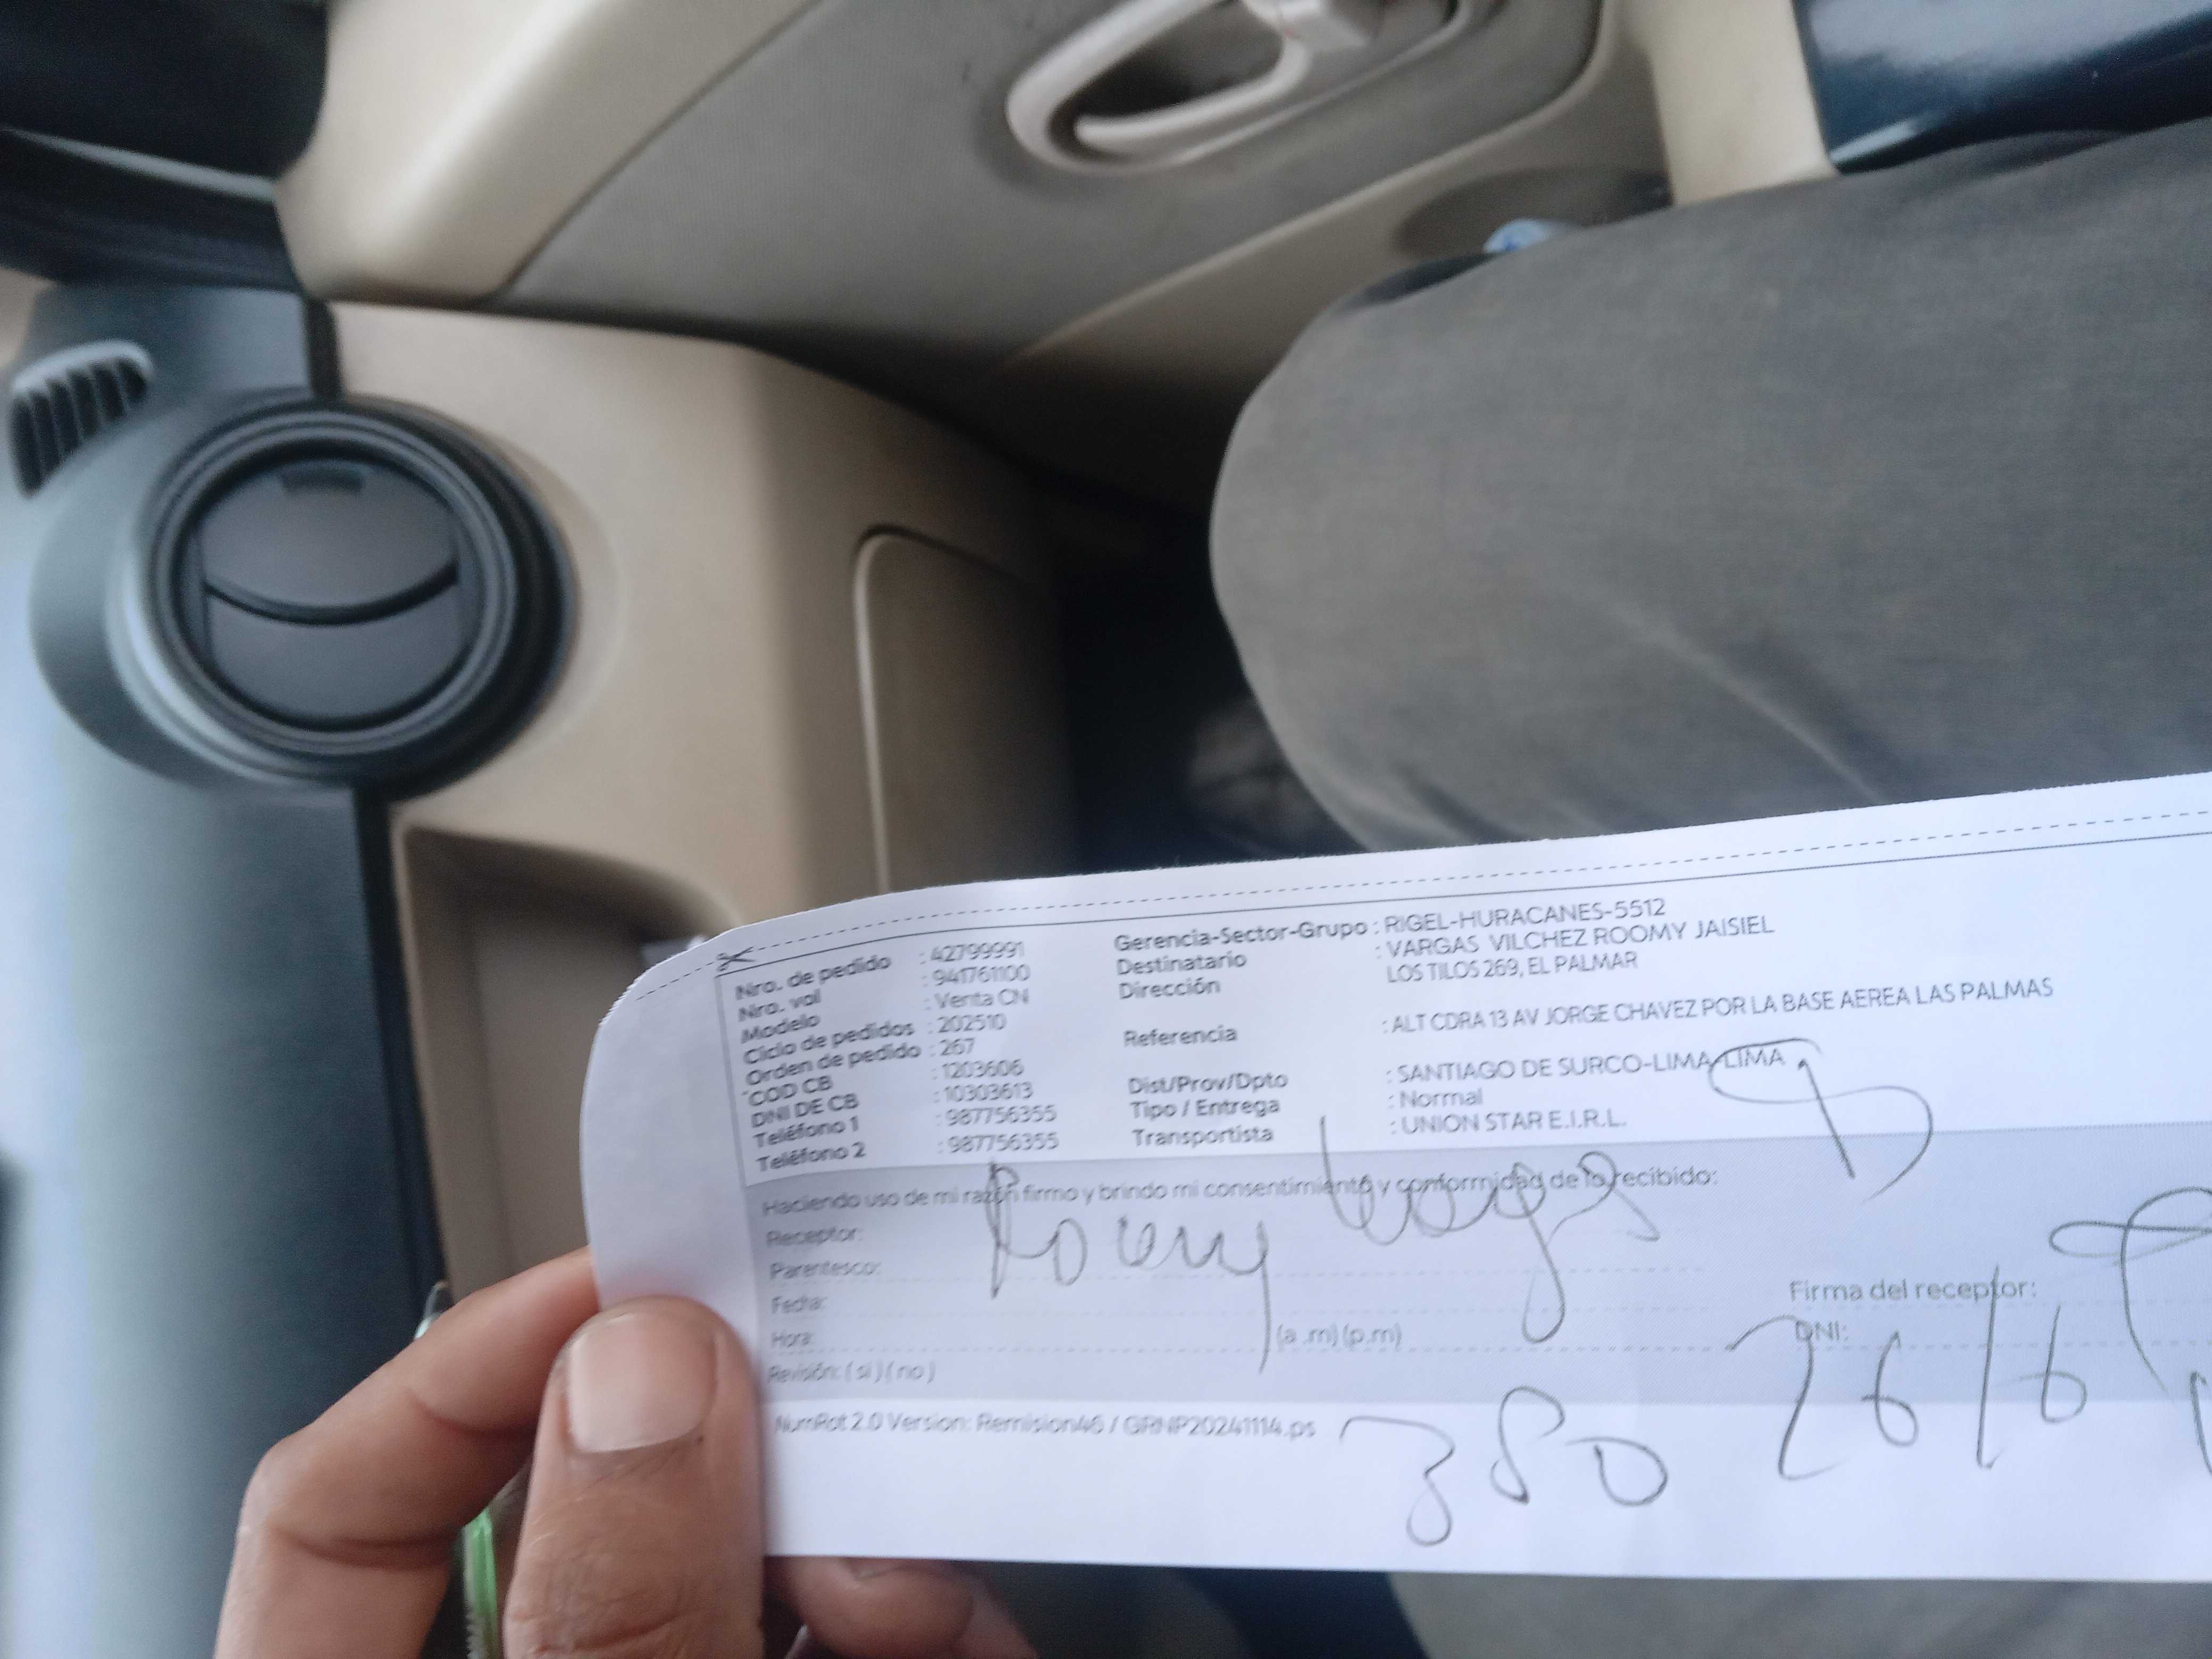 Nro. de pedido : 42799991
Nro. vol : 941761100
Modelo : Venta CN
Ciclo de pedidos : 202510
Orden de pedido : 267
COD CB : 1203606
DNI DE CB : 10303613
Teléfono 1 : 987756355
Teléfono 2 : 987756355
Gerencia-Sector-Grupo : RIGEL-HURACANES-5512
Destinatario : VARGAS VILCHEZ ROOMY JAISIEL
Dirección LOS TILOS 269, EL PALMAR
Referencia : ALT CDRA 13 AV JORGE CHAVEZ POR LA BASE AEREA LAS PALMAS
Dist/Prov/Dpto : SANTIAGO DE SURCO-LIMA-LIMA
Tipo / Entrega : Normal
Transportista : UNION STAR E.I.R.L.
Haciendo uso de mi razón firmo y brindo mi consentimiento y conformidad de lo recibido:
Receptor:
Parentesco:
Fecha:
Hora: (a .m) (p.m)
Revisión: ( si ) ( no )
Firma del receptor:
DNI:
26/6
NumRot 2.0 Version: Remision46 / GRNP20241114.ps
350